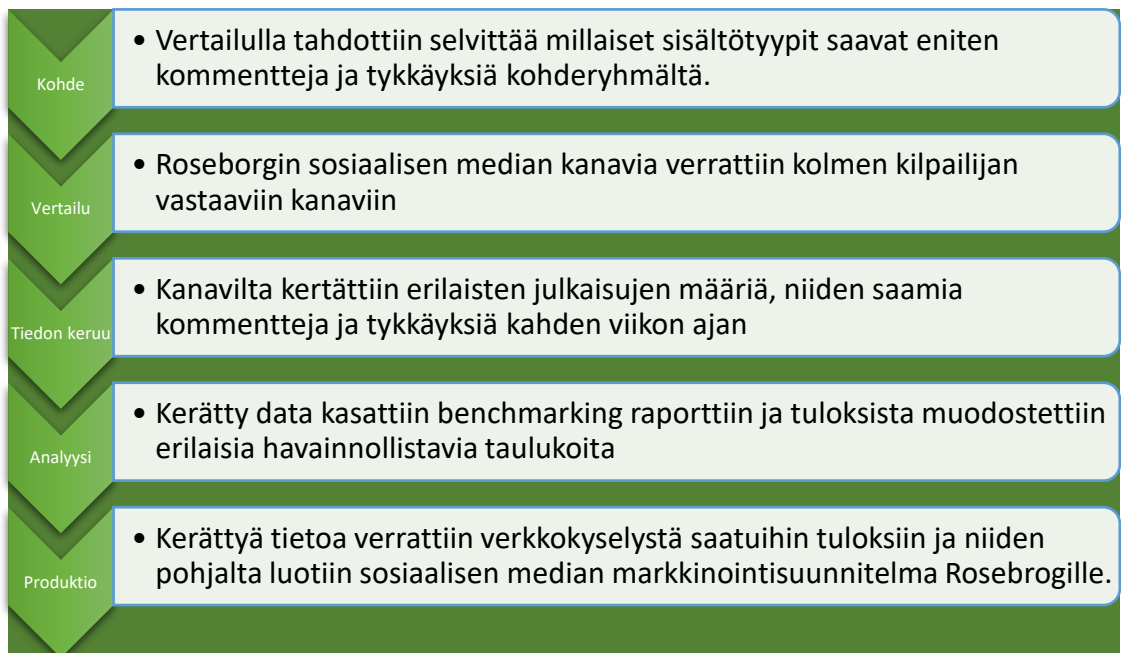 Kohde
• Vertailulla tahdottiin selvittää millaiset sisältötyypit saavat eniten
kommentteja ja tykkäyksiä kohderyhmältä.
Vertailu
• Roseborgin sosiaalisen median kanavia verrattiin kolmen kilpailijan
vastaaviin kanaviin
Tiedon keruu
• Kanavilta kertättiin erilaisten julkaisujen määriä, niiden saamia
kommentteja ja tykkäyksiä kahden viikon ajan
Analyysi
• Kerätty data kasattiin benchmarking raporttiin ja tuloksista muodostettiin
erilaisia havainnollistavia taulukoita
Produktio
• Kerättyä tietoa verrattiin verkkokyselystä saatuihin tuloksiin ja niiden
pohjalta luotiin sosiaalisen median markkinointisuunnitelma Rosebrogille.